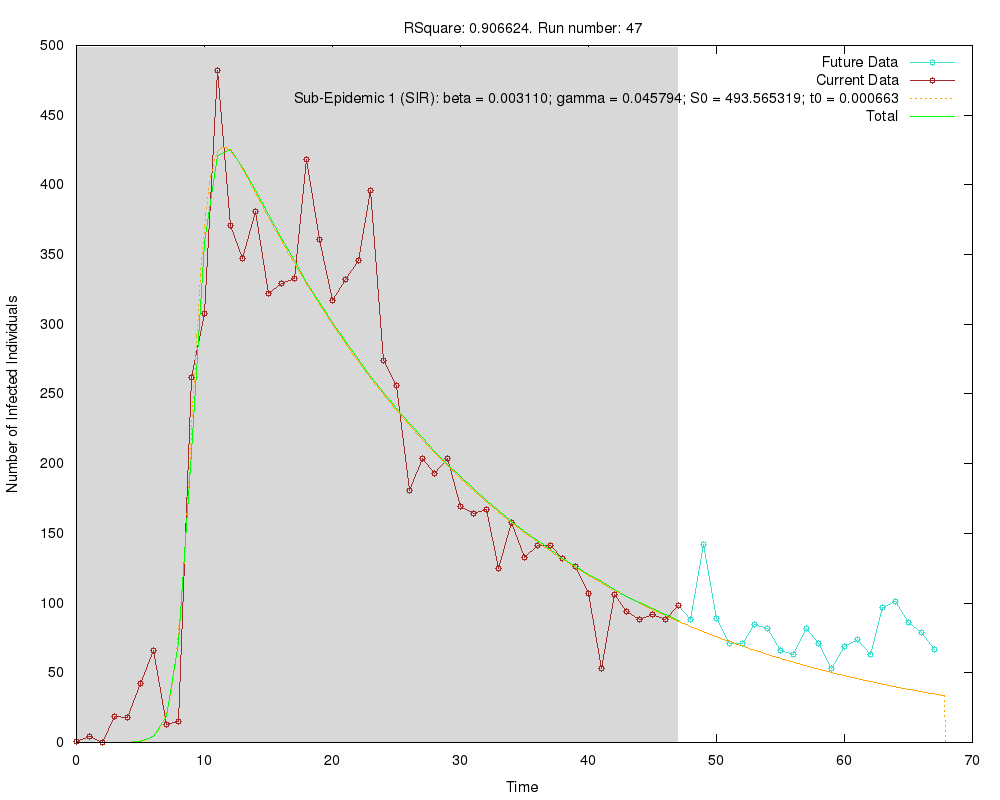 RSquare: 0.906624. Run number: 47
Future Data
Current Data
Sub-Epidemic 1 (SIR): beta = 0.003110; gamma = 0.045794; S0 = 493.565319; t0 = 0.000663
Total
500
450
400
350
300
250
200
150
100
50
0
Number of Infected Individuals
0 10 20 30 40 50 60 70
Time